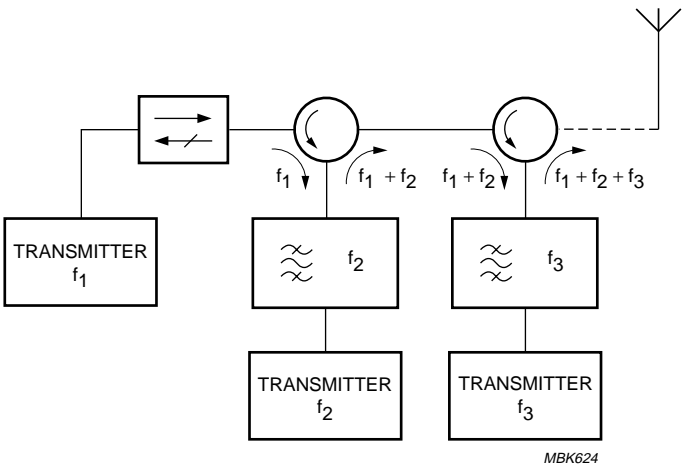 f1
f1 + f2
f1 + f2
f1 + f2 + f3
TRANSMITTER
f1
f2
f3
TRANSMITTER
f2
TRANSMITTER
f3
MBK624